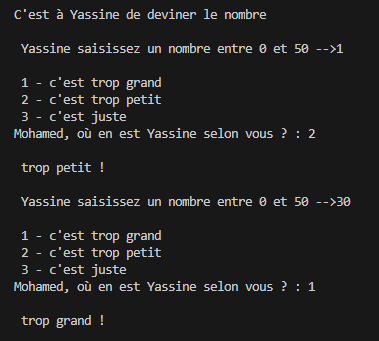 C'est à Yassine de deviner le nombre
Yassine saisissez un nombre entre 0 et 50 -->1
1 - c'est trop grand
2 - c'est trop petit
3 - c'est juste
Mohamed, où en est Yassine selon vous ? : 2
trop petit !
Yassine saisissez un nombre entre 0 et 50 -->30
1 - c'est trop grand
2 - c'est trop petit
3 - c'est juste
Mohamed, où en est Yassine selon vous ? : 1
trop grand !